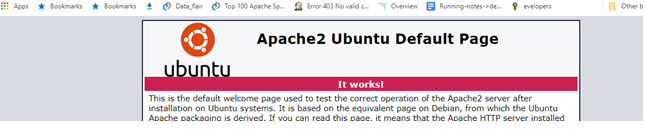 Apps Bookmarks Bookmarks Data_flair Top 100 Apache Sp... Error 403 No valid c... Overview Running-notes->de... evelopers Other b
Apache2 Ubuntu Default Page
ubuntu
It works!
This is the default welcome page used to test the correct operation of the Apache2 server after
installation on Ubuntu systems. It is based on the equivalent page on Debian, from which the Ubuntu
Apache packaging is derived. If you can read this page, it means that the Apache HTTP server installed